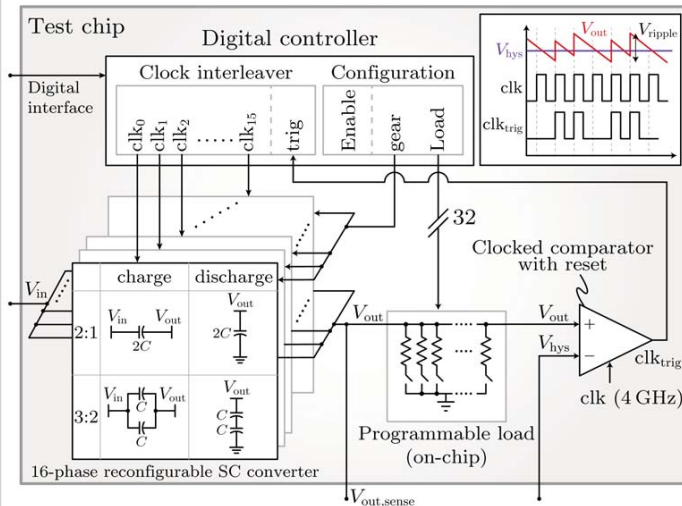 Test chip
Digital controller
Digital
interface
Clock interleaver
Configuration
clk0
clk1
clk2
......
clk15
trig
Enable
gear
Load
Vhys
Vout
Vripple
clk
clktrig
32
Clocked comparator
with reset
Vin
charge
discharge
2:1
Vin
Vout
2C
Vout
2C
3:2
Vin
Vout
C
C
Vout
C
C
16-phase reconfigurable SC converter
Vout
Programmable load
(on-chip)
Vout
+
Vhys
−
clktrig
clk (4 GHz)
Vout,sense